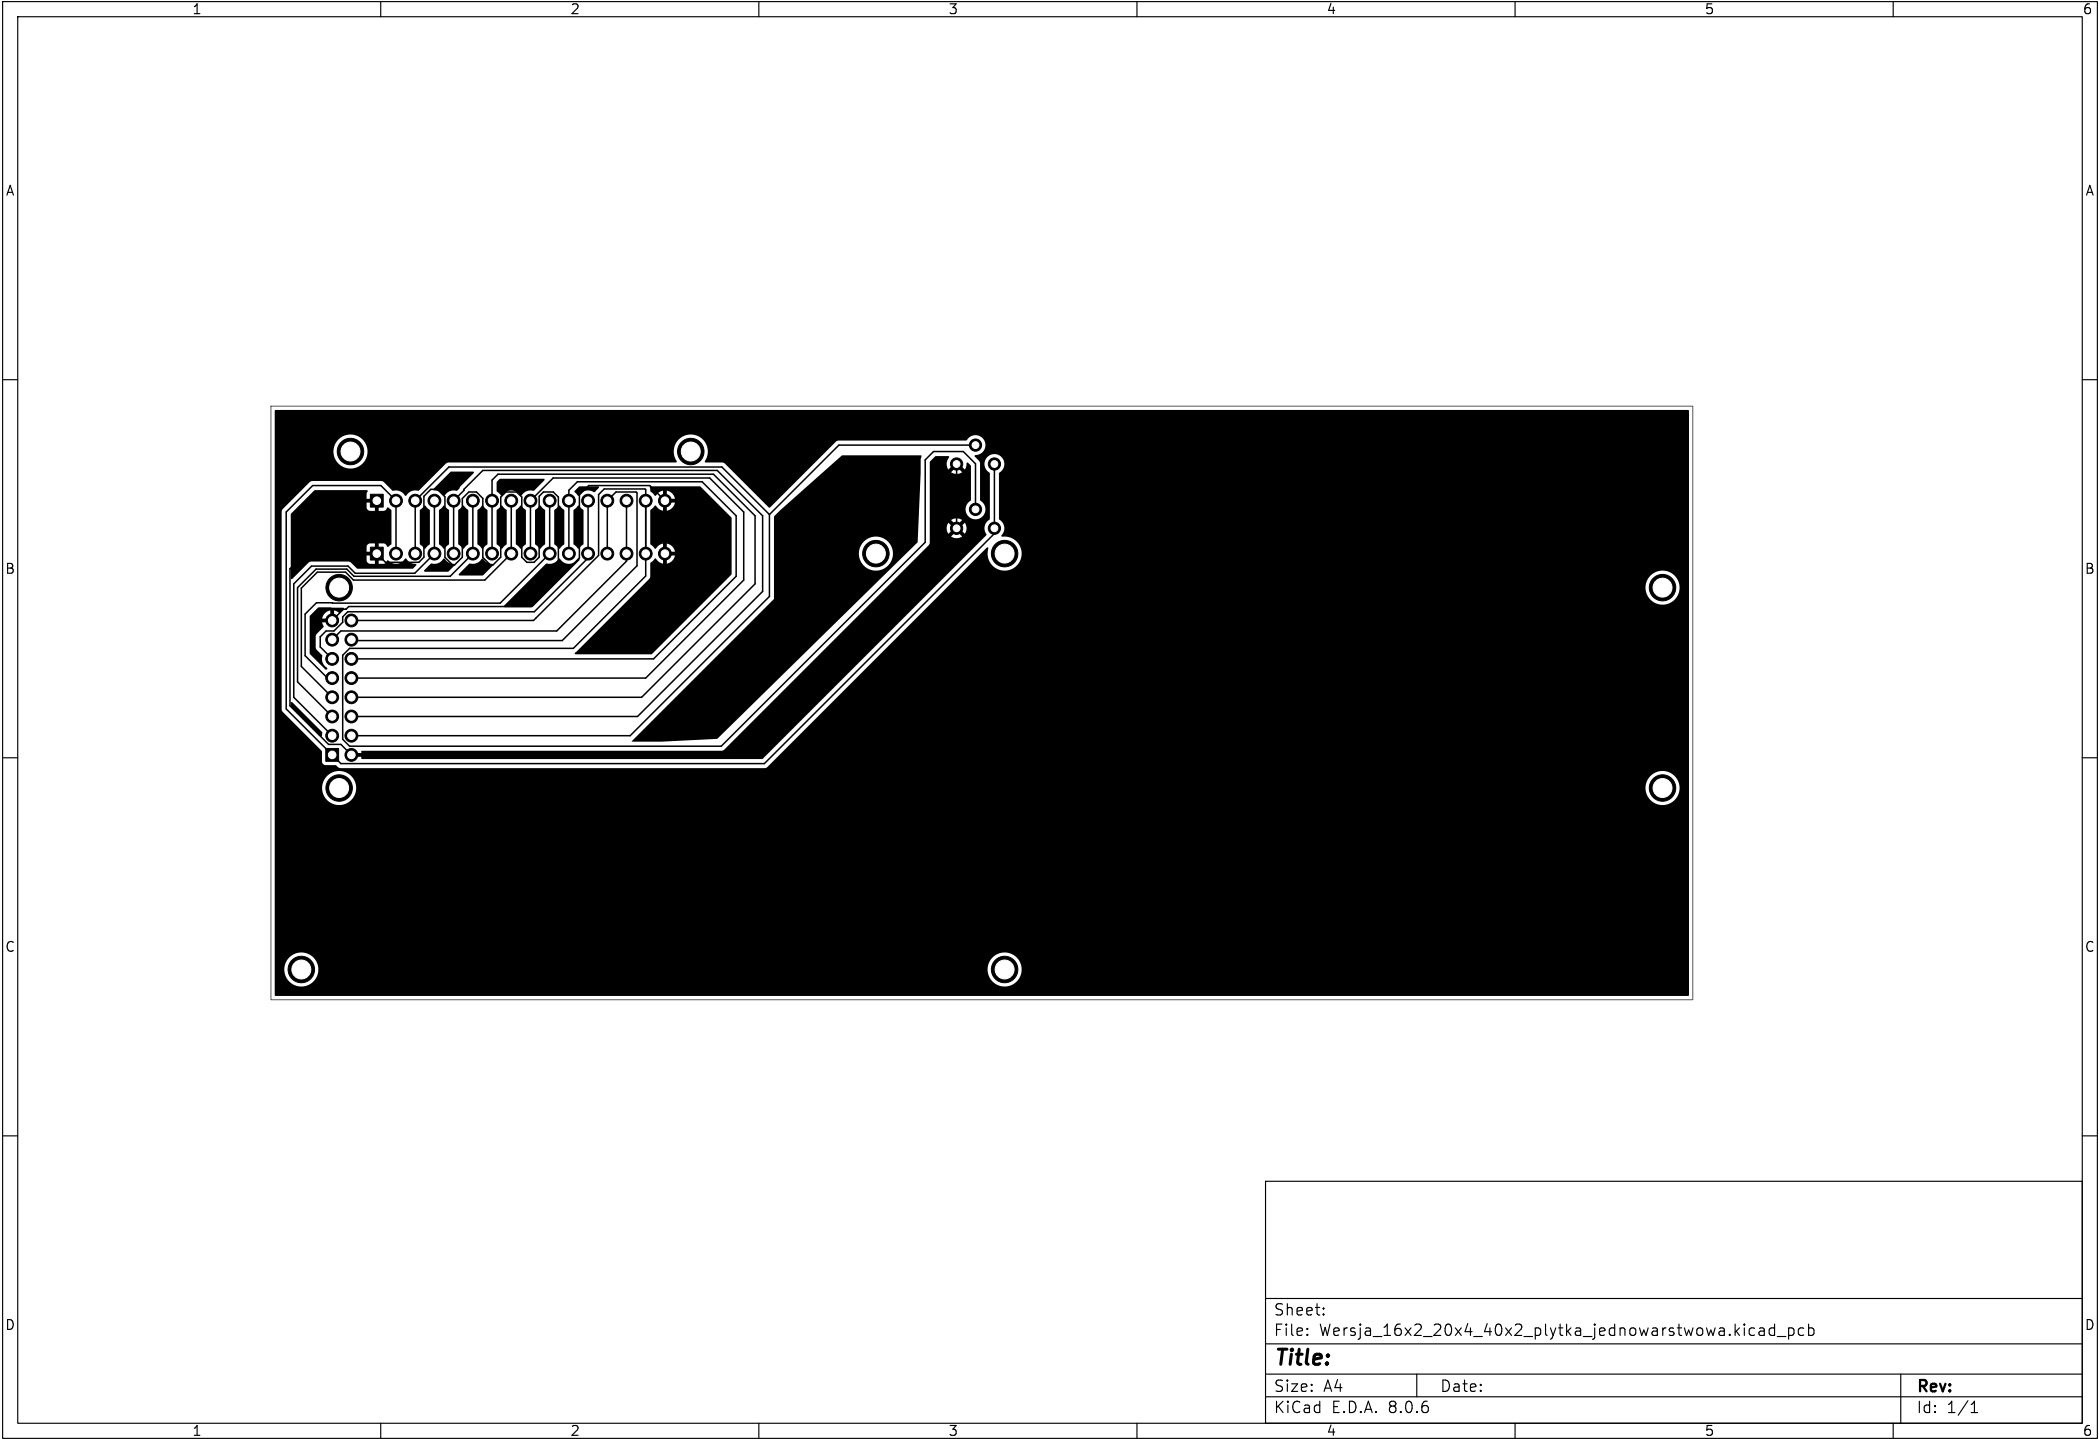 1 2 3 4 5 6
A A
B B
C C
Sheet:
File: Wersja_16x2_20x4_40x2_plytka_jednowarstwowa.kicad_pcb
D D
Title:
Size: A4 Date: Rev:
KiCad E.D.A. 8.0.6 Id: 1/1
1 2 3 4 5 6